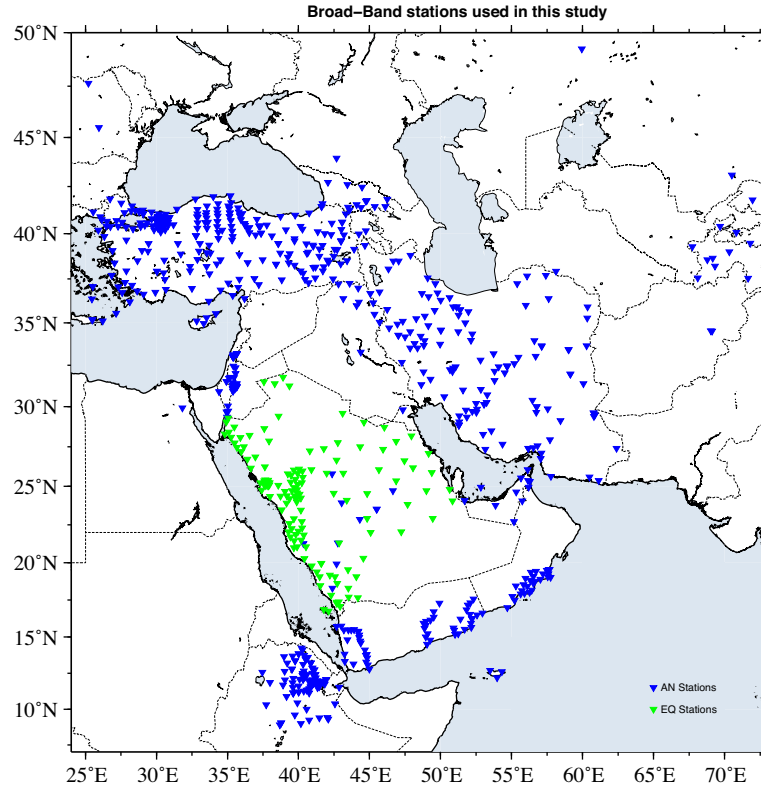 Broad–Band stations used in this study
50˚N
45˚N
40˚N
35˚N
30˚N
25˚N
20˚N
15˚N
10˚N
AN Stations
EQ Stations
25˚E 30˚E 35˚E 40˚E 45˚E 50˚E 55˚E 60˚E 65˚E 70˚E